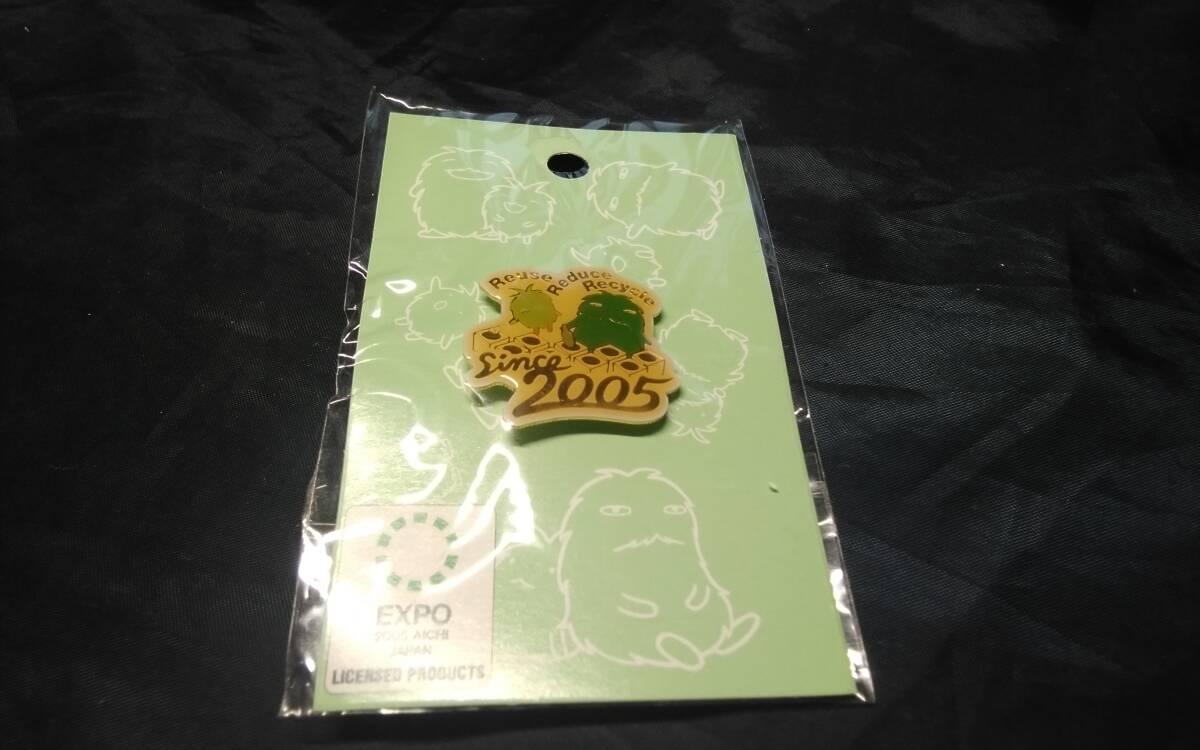 Reuse Reduce
Recycle
Since
2005
EXPO
2005 AICHI
JAPAN
LICENSED PRODUCTS